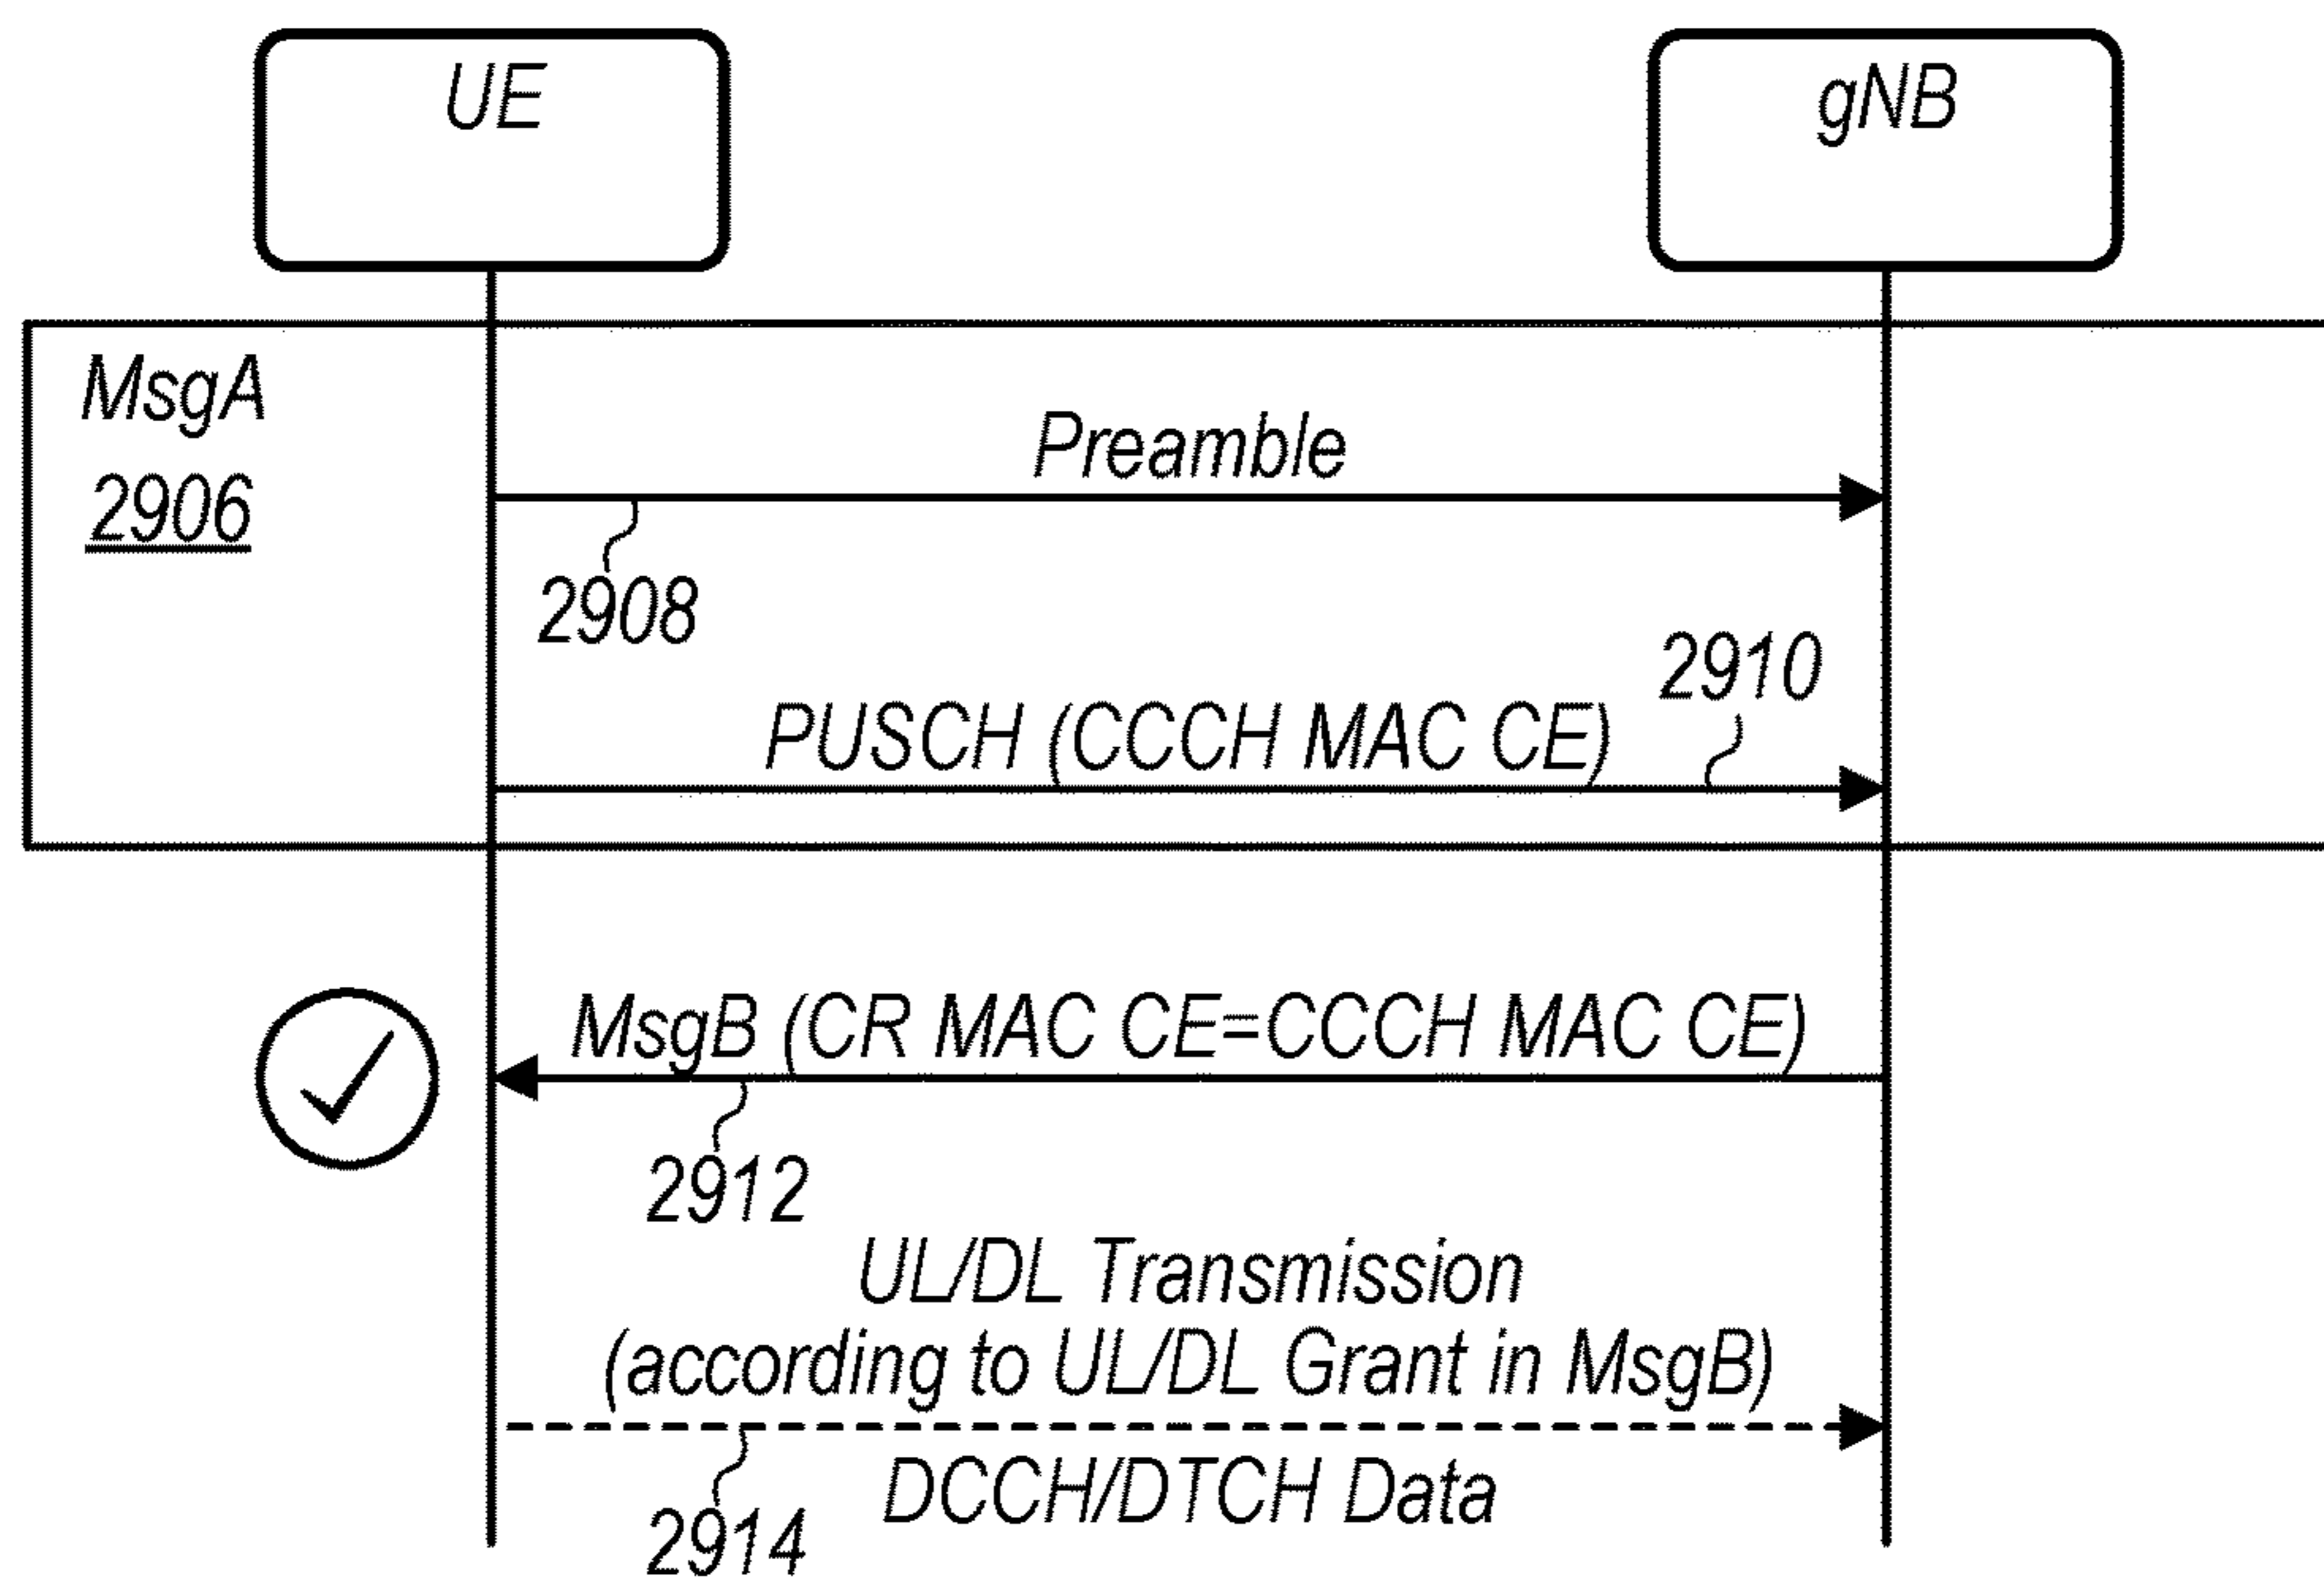 UE
gNB
MsgA
2906
Preamble
2908
2910
PUSCH (CCCH MAC CE)
MsgB (CR MAC CE=CCCH MAC CE)
2912
UL/DL Transmission
(according to UL/DL Grant in MsgB)
DCCH/DTCH Data
2914